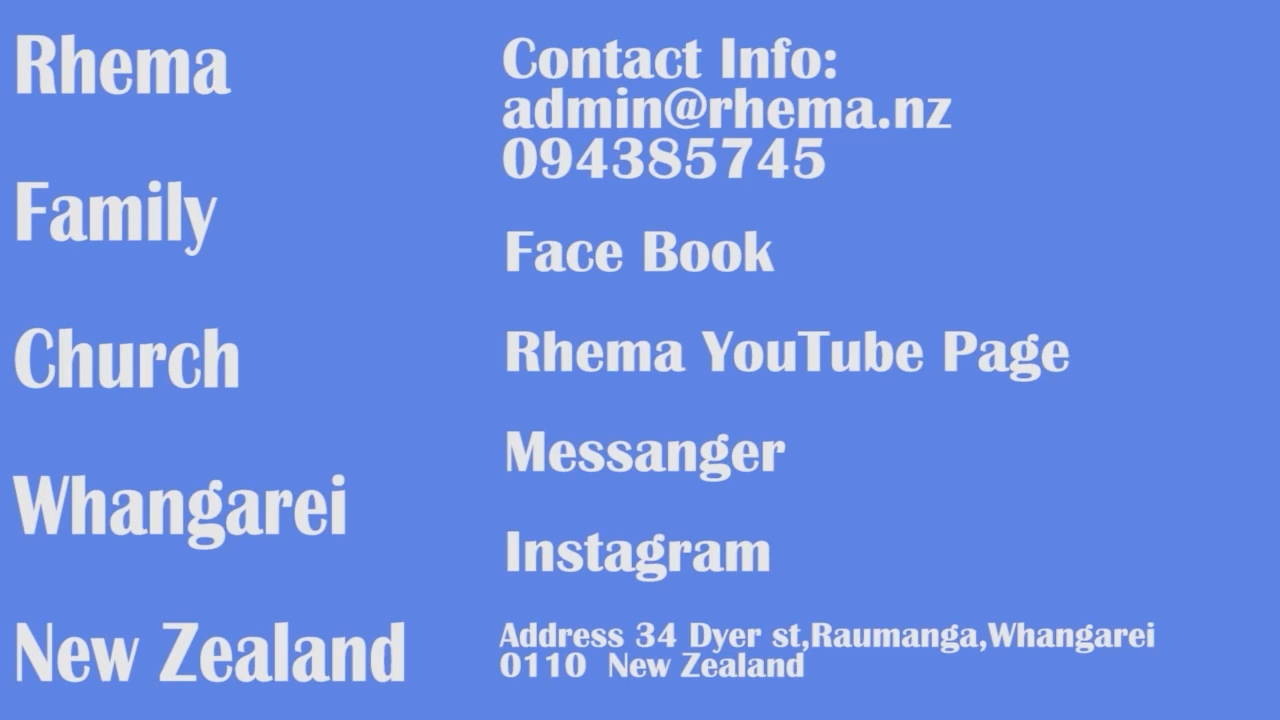 Rhema
Family
Church
Whangarei
New Zealand
Contact Info:
admin@rhema.nz
094385745
Face Book
Rhema YouTube Page
Messanger
Instagram
Address 34 Dyer st,Raumanga,Whangarei
0110  New Zealand